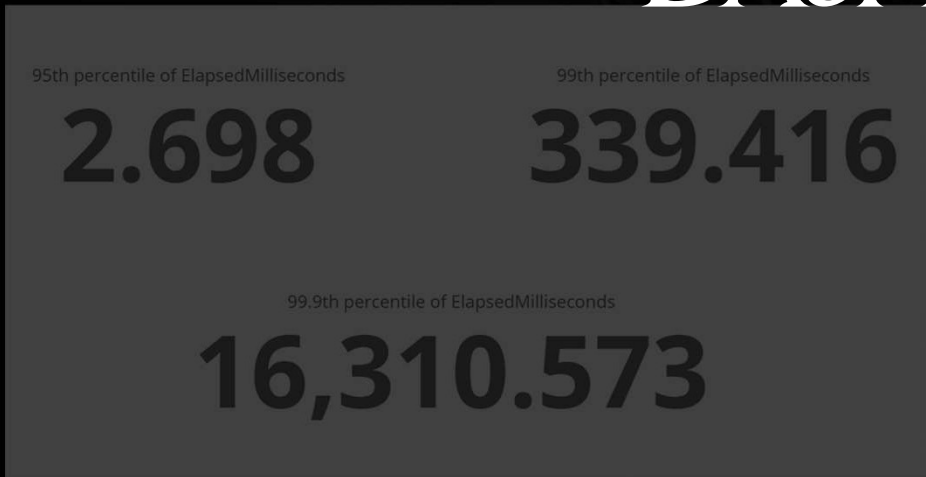 95th percentile of ElapsedMilliseconds
2.698
99th percentile of ElapsedMilliseconds
339.416
99.9th percentile of ElapsedMilliseconds
16,310.573